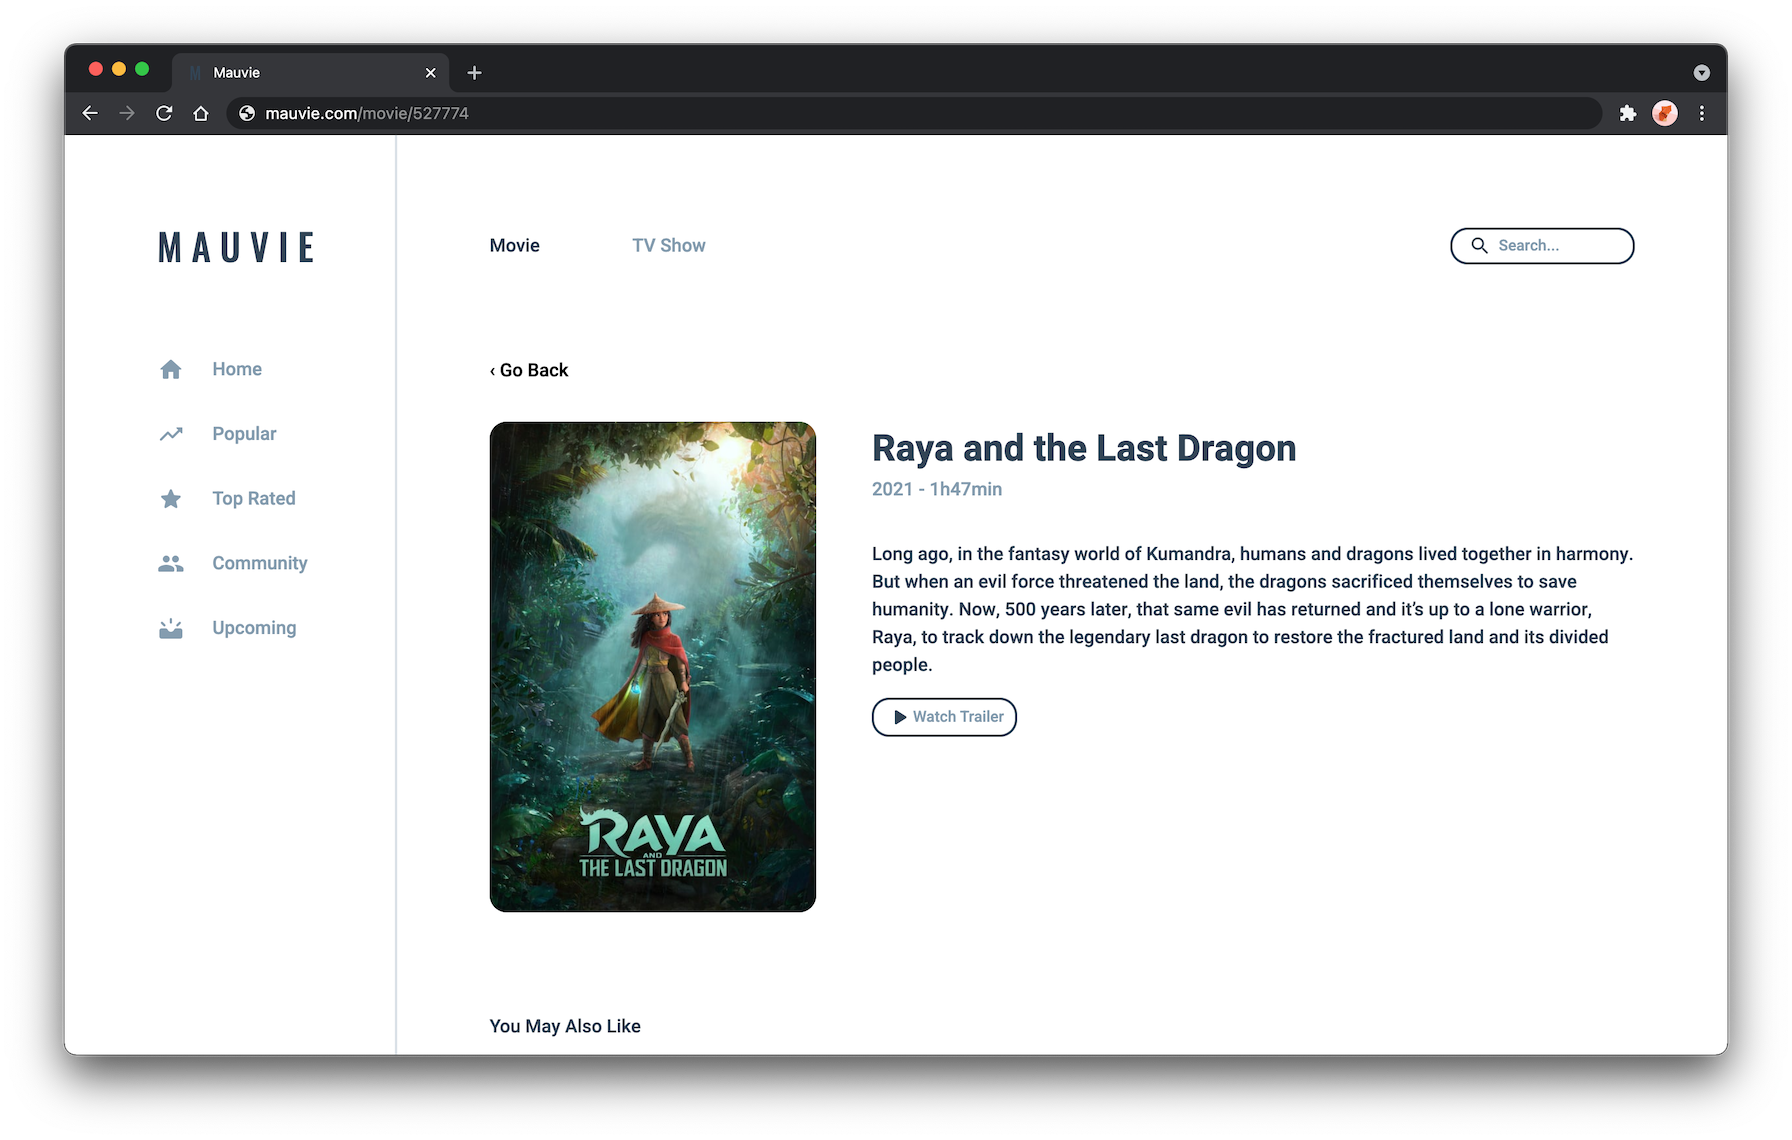 M Mauvie
mauvie.com/movie/527774
MAUVIE
Movie
TV Show
Search...
Home
Popular
Top Rated
Community
Upcoming
‹ Go Back
RAYA
AND
THE LAST DRAGON
Raya and the Last Dragon
2021 - 1h47min
Long ago, in the fantasy world of Kumandra, humans and dragons lived together in harmony.
But when an evil force threatened the land, the dragons sacrificed themselves to save
humanity. Now, 500 years later, that same evil has returned and it’s up to a lone warrior,
Raya, to track down the legendary last dragon to restore the fractured land and its divided
people.
Watch Trailer
You May Also Like